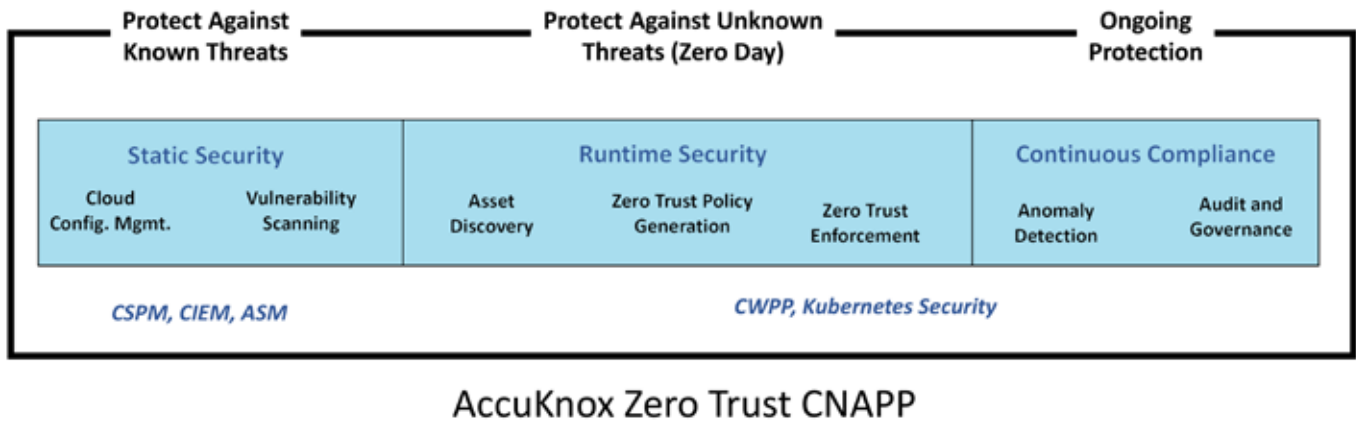 Protect Against
Known Threats
Protect Against Unknown
Threats (Zero Day)
Ongoing
Protection
Static Security
Cloud
Config. Mgmt.
Vulnerability
Scanning
Runtime Security
Asset
Discovery
Zero Trust Policy
Generation
Zero Trust
Enforcement
Continuous Compliance
Anomaly
Detection
Audit and
Governance
CSPM, CIEM, ASM
CWPP, Kubernetes Security
AccuKnox Zero Trust CNAPP